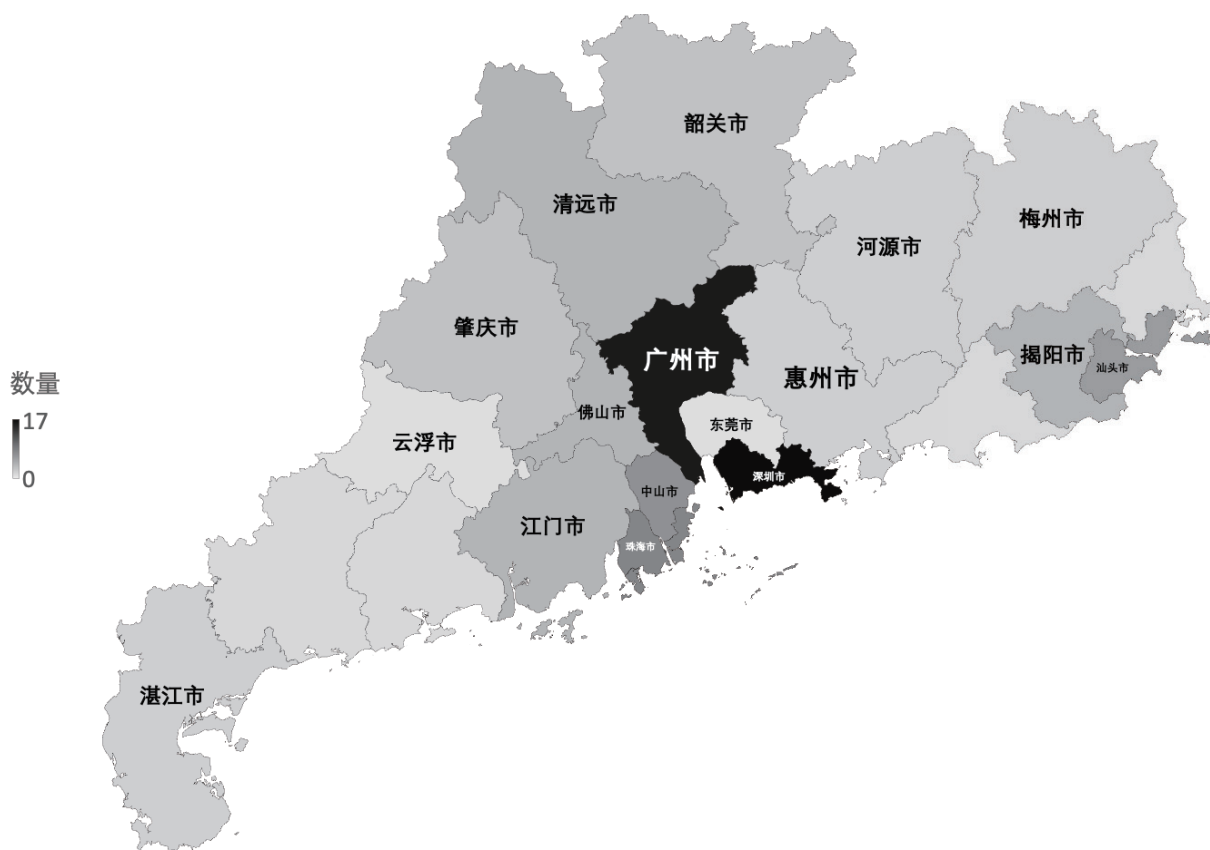 韶关市
清远市
梅州市
河源市
肇庆市
广州市
揭阳市
汕头市
惠州市
数量
17
0
佛山市
东莞市
云浮市
深圳市
中山市
江门市
珠海市
湛江市